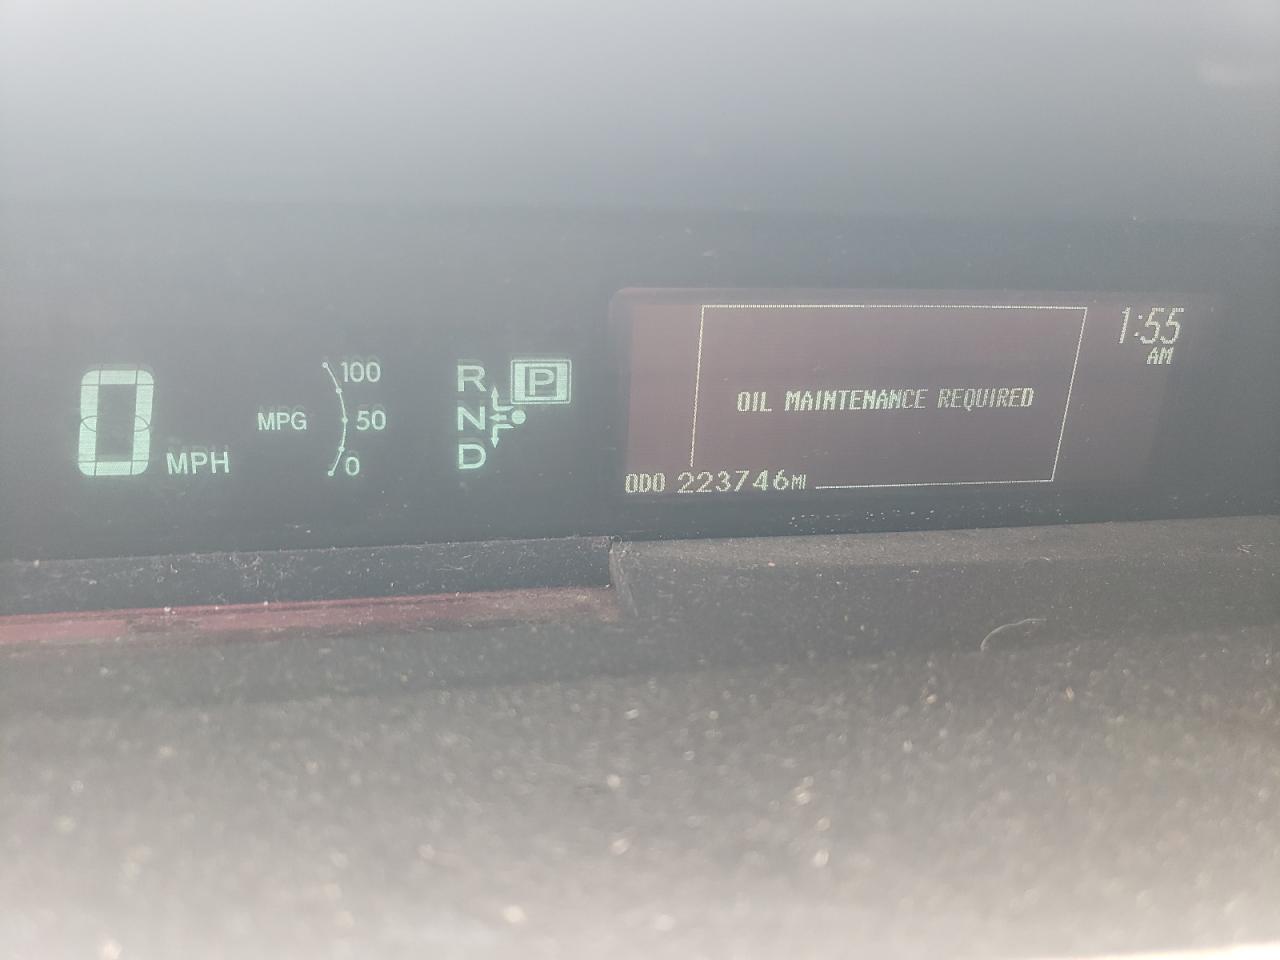 0 MPH
MPG
100
50
0
R
N
D
P
OIL MAINTENANCE REQUIRED
1:55
AM
ODO 223746MI